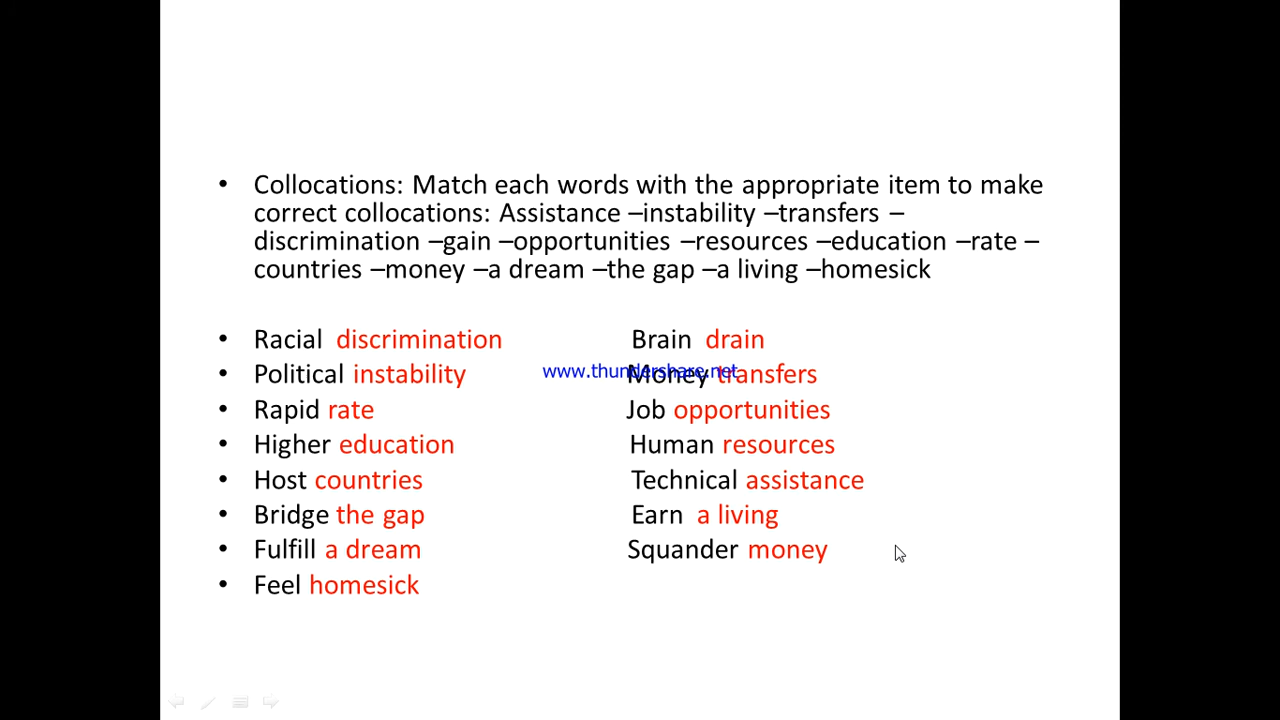 • Collocations: Match each words with the appropriate item to make
correct collocations: Assistance –instability –transfers –
discrimination –gain –opportunities –resources –education –rate –
countries –money –a dream –the gap –a living –homesick
• Racial discrimination Brain drain
• Political instability Money transfers
www.thundershare.net
• Rapid rate Job opportunities
• Higher education Human resources
• Host countries Technical assistance
• Bridge the gap Earn a living
• Fulfill a dream Squander money
• Feel homesick